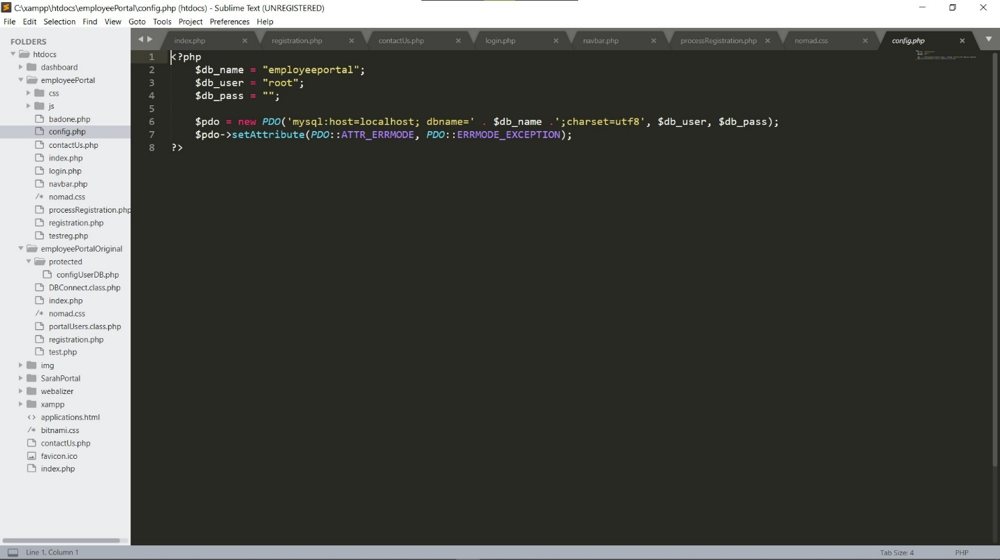 C:\xampp\htdocs\employeePortal\config.php (htdocs) - Sublime Text (UNREGISTERED)
File Edit Selection Find View Goto Tools Project Preferences Help
FOLDERS
htdocs
dashboard
employeePortal
css
js
badone.php
config.php
contactUs.php
index.php
login.php
navbar.php
/* nomad.css
processRegistration.php
registration.php
testreg.php
employeePortalOriginal
protected
configUserDB.php
DBConnect.class.php
index.php
/* nomad.css
portalUsers.class.php
registration.php
test.php
img
SarahPortal
webalizer
xampp
<> applications.html
/* bitnami.css
contactUs.php
favicon.ico
index.php
index.php registration.php contactUs.php login.php navbar.php processRegistration.php nomad.css config.php
1 <?php
2 $db_name = "employeeportal";
3 $db_user = "root";
4 $db_pass = "";
5
6 $pdo = new PDO('mysql:host=localhost; dbname=' . $db_name .';charset=utf8', $db_user, $db_pass);
7 $pdo->setAttribute(PDO::ATTR_ERRMODE, PDO::ERRMODE_EXCEPTION);
8 ?>
Line 1, Column 1 Tab Size: 4 PHP